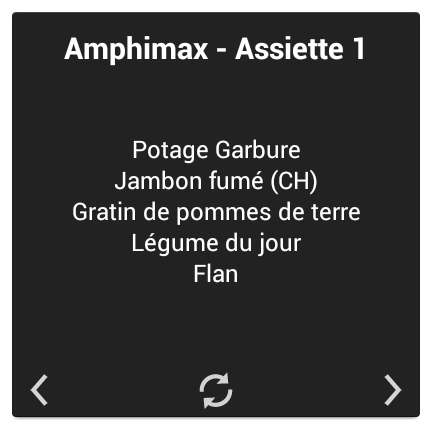 Amphimax - Assiette 1
Potage Garbure
Jambon fumé (CH)
Gratin de pommes de terre
Légume du jour
Flan